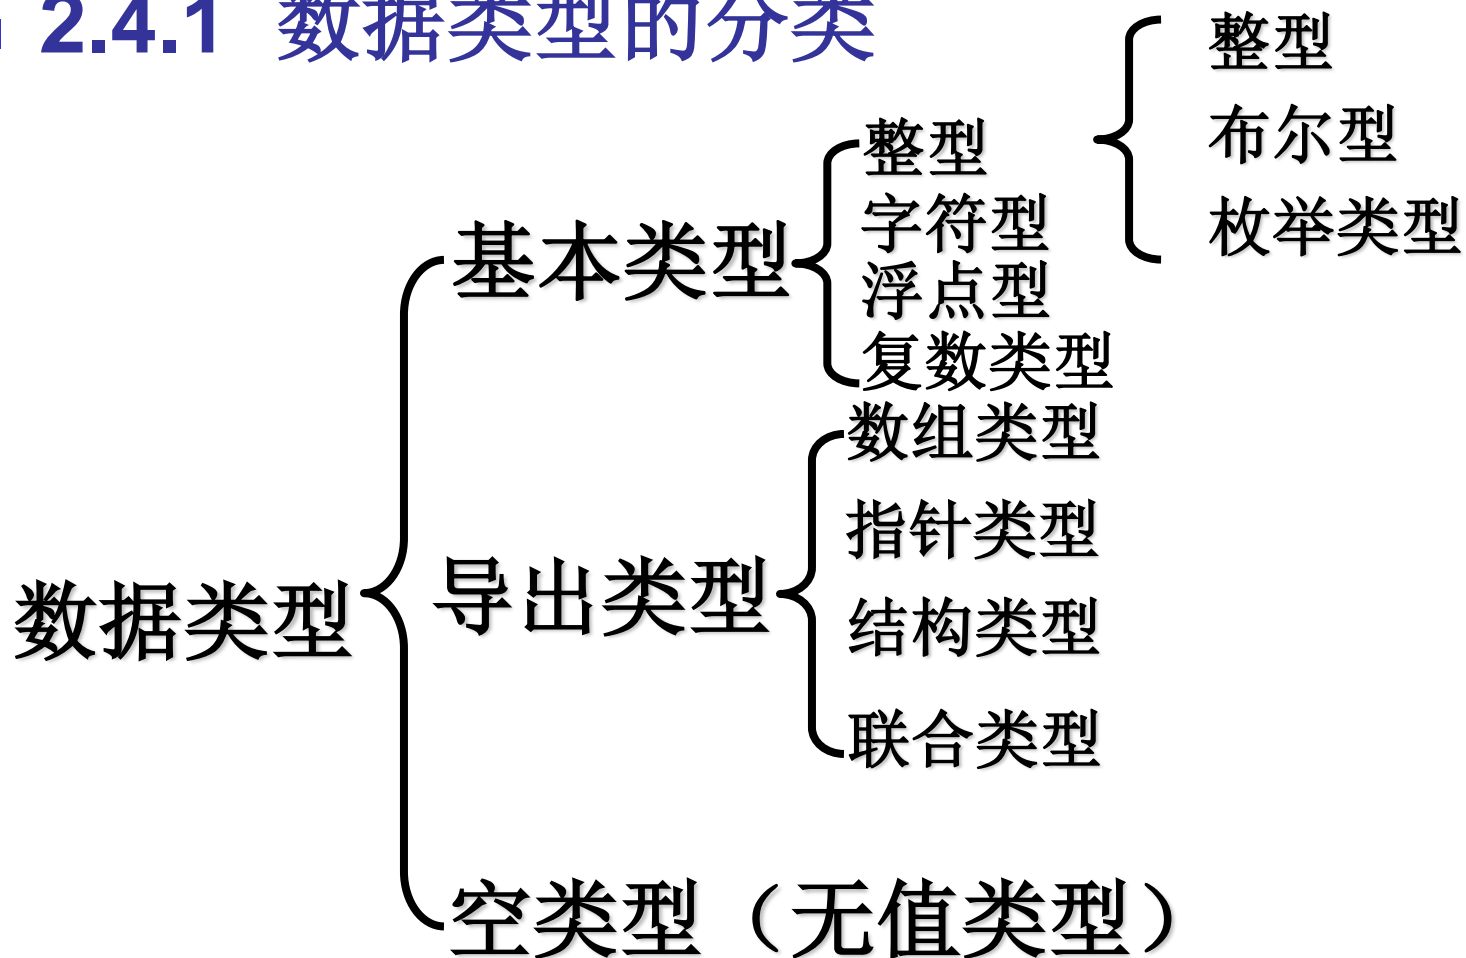 2.4.1 数据类型的分类
整型
布尔型
枚举类型
整型
字符型
浮点型
复数类型
基本类型
数组类型
指针类型
结构类型
联合类型
导出类型
数据类型
空类型（无值类型）